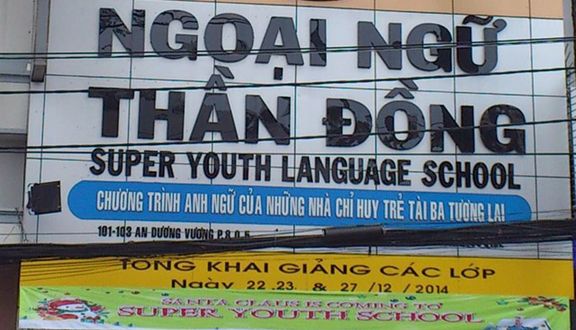 NGOẠI NGỮ
THẦN ĐỒNG
SUPER YOUTH LANGUAGE SCHOOL
CHƯƠNG TRÌNH ANH NGỮ CỦA NHỮNG NHÀ CHỈ HUY TRẺ TÀI BA TƯƠNG LAI
101-103 AN DƯƠNG VƯƠNG P.8 Q.5
TỔNG KHAI GIẢNG CÁC LỚP
Ngày 22.23. & 27/12/2014
SANTA CLAUS IS COMING TO
SUPER YOUTH SCHOOL